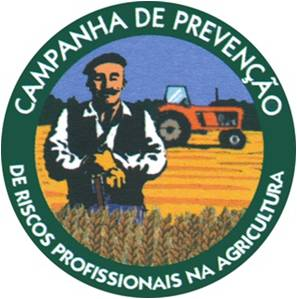 CAMPANHA DE PREVENÇÃO
DE RISCOS PROFISSIONAIS NA AGRICULTURA